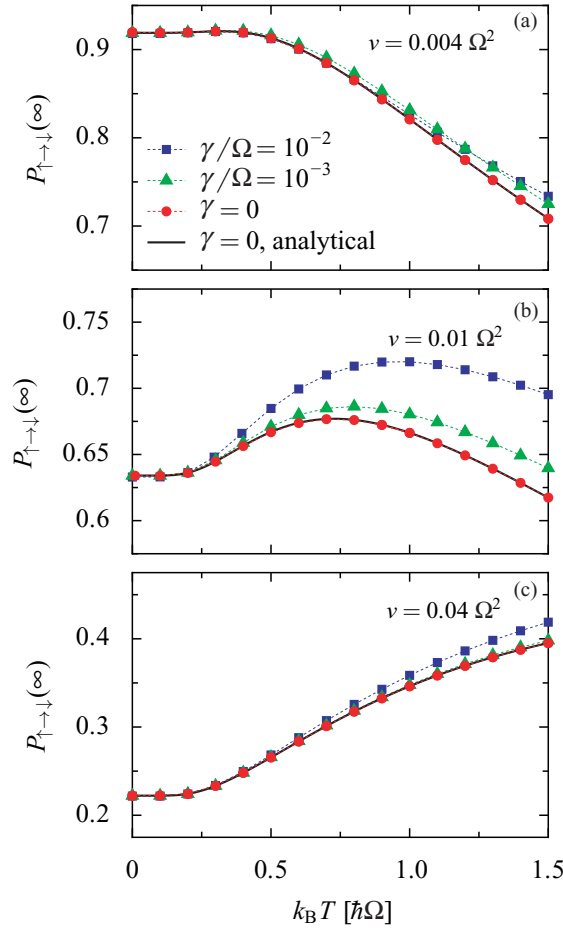 (a)
v = 0.004 Ω²
0.9
0.8
0.7
P↑→↓(∞)
γ/Ω = 10⁻²
γ/Ω = 10⁻³
γ = 0
γ = 0, analytical
(b)
v = 0.01 Ω²
0.75
0.7
0.65
0.6
P↑→↓(∞)
(c)
v = 0.04 Ω²
0.4
0.3
0.2
P↑→↓(∞)
0 0.5 1.0 1.5
k_B T [ℏΩ]